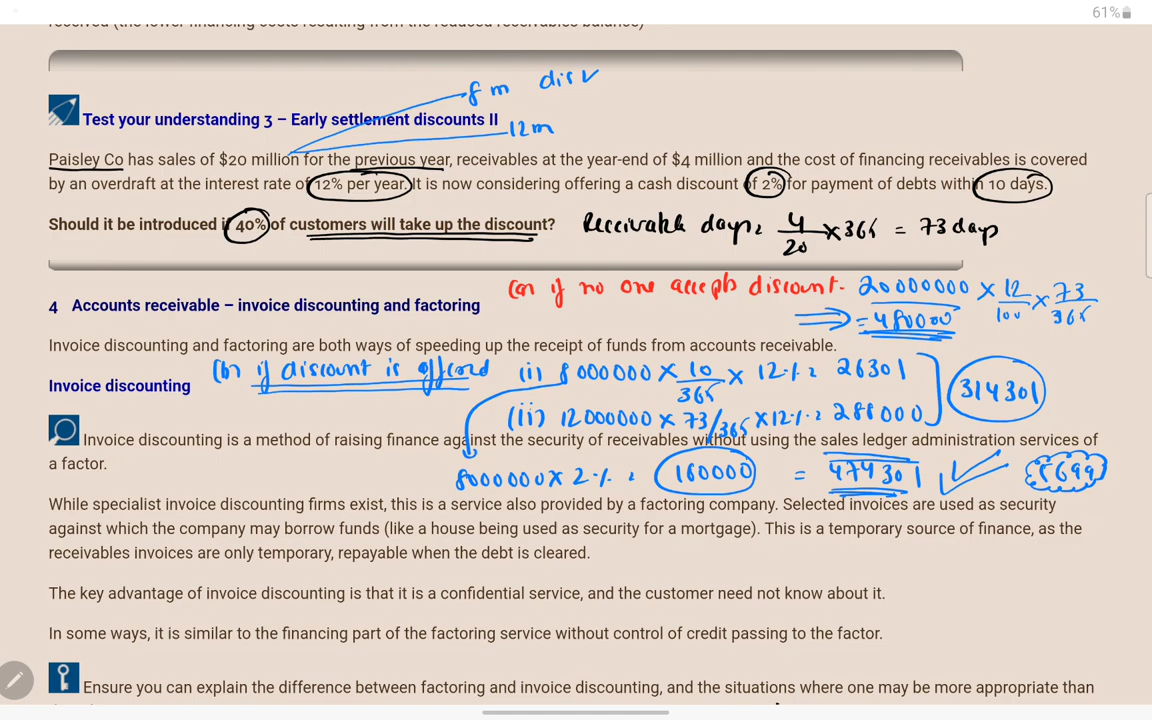 received (the lower financing costs resulting from the reduced receivables balance)
61%
8 m disc
Test your understanding 3 – Early settlement discounts II
12m
Paisley Co has sales of $20 million for the previous year, receivables at the year-end of $4 million and the cost of financing receivables is covered
by an overdraft at the interest rate of 12% per year. It is now considering offering a cash discount of 2% for payment of debts within 10 days.
Should it be introduced if 40% of customers will take up the discount?
Receivable days = 4/20 × 365 = 73 days
(a) if no one accepts discount. 20000000 × 12/100 × 73/365
= 480000
4 Accounts receivable – invoice discounting and factoring
Invoice discounting and factoring are both ways of speeding up the receipt of funds from accounts receivable.
(b) if discount is offered (i) 8000000 × 10/365 × 12% = 26301
Invoice discounting
314301
(ii) 12000000 × 73/365 × 12% = 288000
Invoice discounting is a method of raising finance against the security of receivables without using the sales ledger administration services of
a factor.
8000000 × 2% = 160000 = 474301 5699
While specialist invoice discounting firms exist, this is a service also provided by a factoring company. Selected invoices are used as security
against which the company may borrow funds (like a house being used as security for a mortgage). This is a temporary source of finance, as the
receivables invoices are only temporary, repayable when the debt is cleared.
The key advantage of invoice discounting is that it is a confidential service, and the customer need not know about it.
In some ways, it is similar to the financing part of the factoring service without control of credit passing to the factor.
Ensure you can explain the difference between factoring and invoice discounting, and the situations where one may be more appropriate than